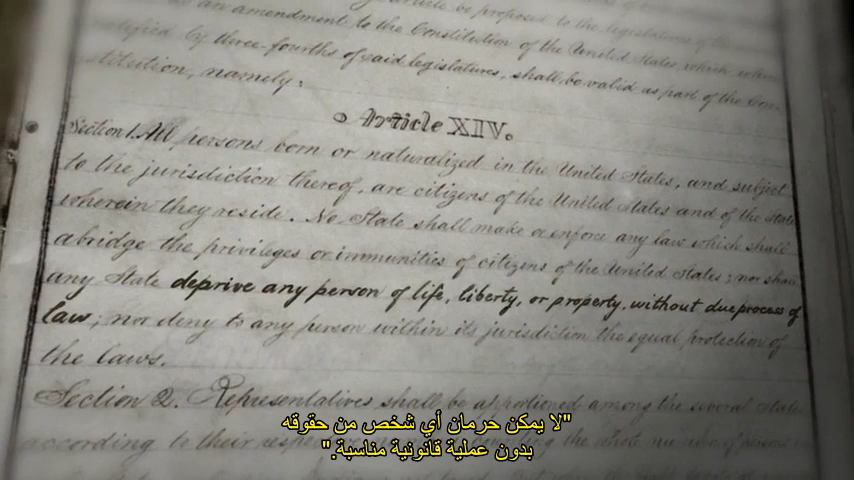 an amendment to the Constitution of the United States, which when
ratified by three-fourths of said legislatures, shall be valid as part of the Con-
stitution, namely:
Article XIV.
Section 1. All persons born or naturalized in the United States, and subject
to the jurisdiction thereof, are citizens of the United States and of the State
wherein they reside. No State shall make or enforce any law which shall
abridge the privileges or immunities of citizens of the United States; nor shall
any State deprive any person of life, liberty, or property, without due process of
law; nor deny to any person within its jurisdiction the equal protection of
the laws.
Section 2. Representatives shall be apportioned among the several States
according to their
"لا يمكن حرمان أي شخص من حقوقه
بدون عملية قانونية مناسبة."